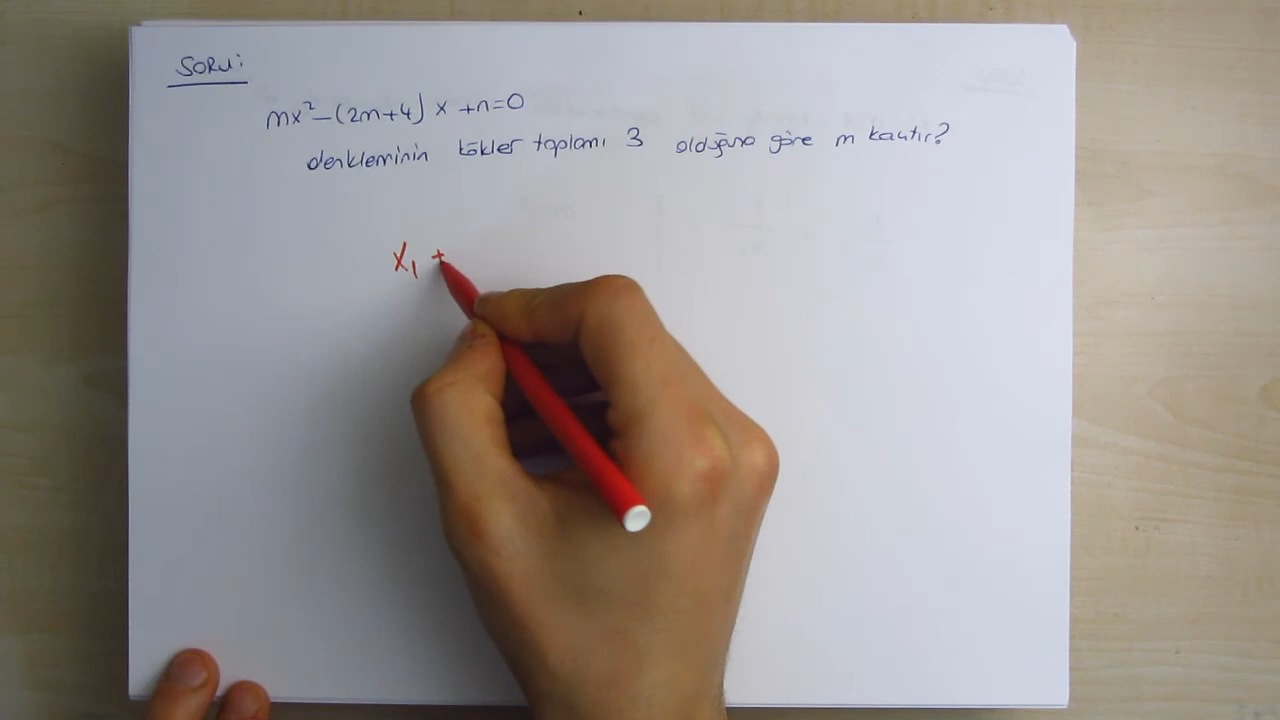 SORU:
mx²-(2m+4)x+n=0
denkleminin kökler toplamı 3 olduğuna göre m kaçtır?
x₁ +